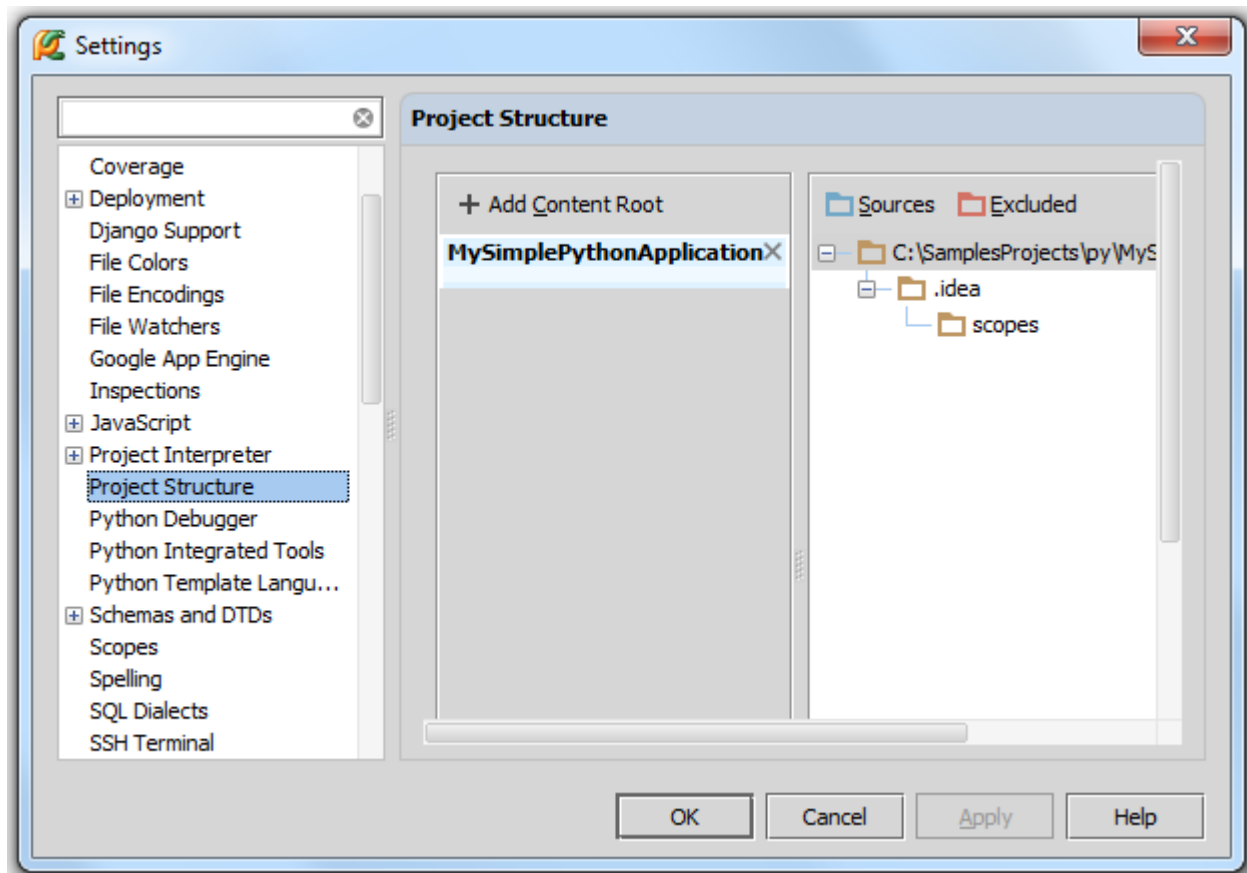 Settings
Project Structure
Coverage
Deployment
Django Support
File Colors
File Encodings
File Watchers
Google App Engine
Inspections
JavaScript
Project Interpreter
Project Structure
Python Debugger
Python Integrated Tools
Python Template Langu...
Schemas and DTDs
Scopes
Spelling
SQL Dialects
SSH Terminal
+ Add Content Root
MySimplePythonApplication
Sources Excluded
C:\SamplesProjects\py\MyS
.idea
scopes
OK Cancel Apply Help